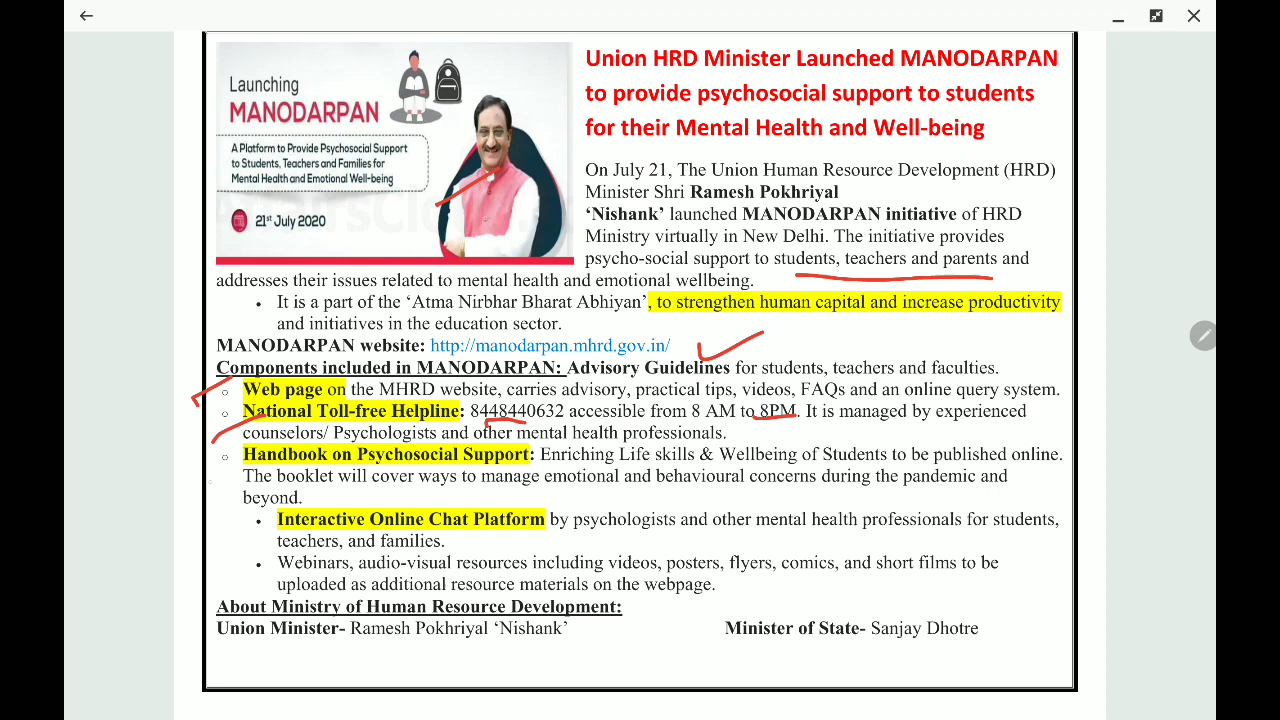 Launching
MANODARPAN
A Platform to Provide Psychosocial Support
to Students, Teachers and Families for
Mental Health and Emotional Well-being
21st July 2020
Union HRD Minister Launched MANODARPAN
to provide psychosocial support to students
for their Mental Health and Well-being
On July 21, The Union Human Resource Development (HRD)
Minister Shri Ramesh Pokhriyal
‘Nishank’ launched MANODARPAN initiative of HRD
Ministry virtually in New Delhi. The initiative provides
psycho-social support to students, teachers and parents and
addresses their issues related to mental health and emotional wellbeing.
• It is a part of the ‘Atma Nirbhar Bharat Abhiyan’, to strengthen human capital and increase productivity
and initiatives in the education sector.
MANODARPAN website: http://manodarpan.mhrd.gov.in/
Components included in MANODARPAN: Advisory Guidelines for students, teachers and faculties.
○ Web page on the MHRD website, carries advisory, practical tips, videos, FAQs and an online query system.
○ National Toll-free Helpline: 8448440632 accessible from 8 AM to 8PM. It is managed by experienced
counselors/ Psychologists and other mental health professionals.
○ Handbook on Psychosocial Support: Enriching Life skills & Wellbeing of Students to be published online.
The booklet will cover ways to manage emotional and behavioural concerns during the pandemic and
beyond.
• Interactive Online Chat Platform by psychologists and other mental health professionals for students,
teachers, and families.
• Webinars, audio-visual resources including videos, posters, flyers, comics, and short films to be
uploaded as additional resource materials on the webpage.
About Ministry of Human Resource Development:
Union Minister- Ramesh Pokhriyal ‘Nishank’ Minister of State- Sanjay Dhotre